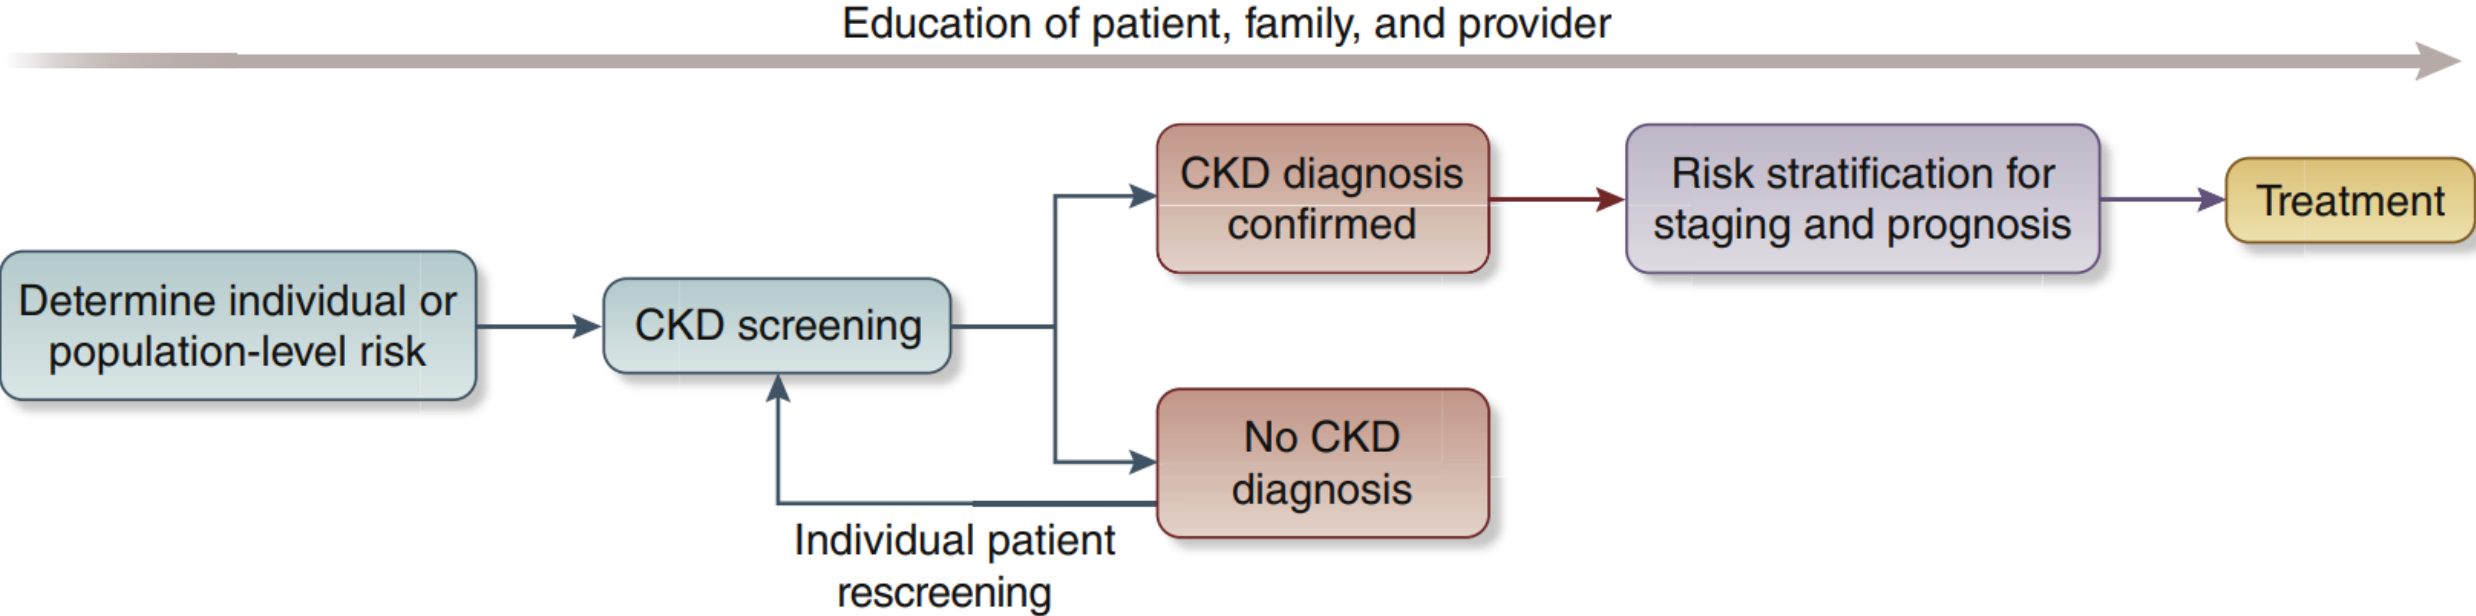 Education of patient, family, and provider
Determine individual or
population-level risk
CKD screening
CKD diagnosis
confirmed
Risk stratification for
staging and prognosis
Treatment
No CKD
diagnosis
Individual patient
rescreening